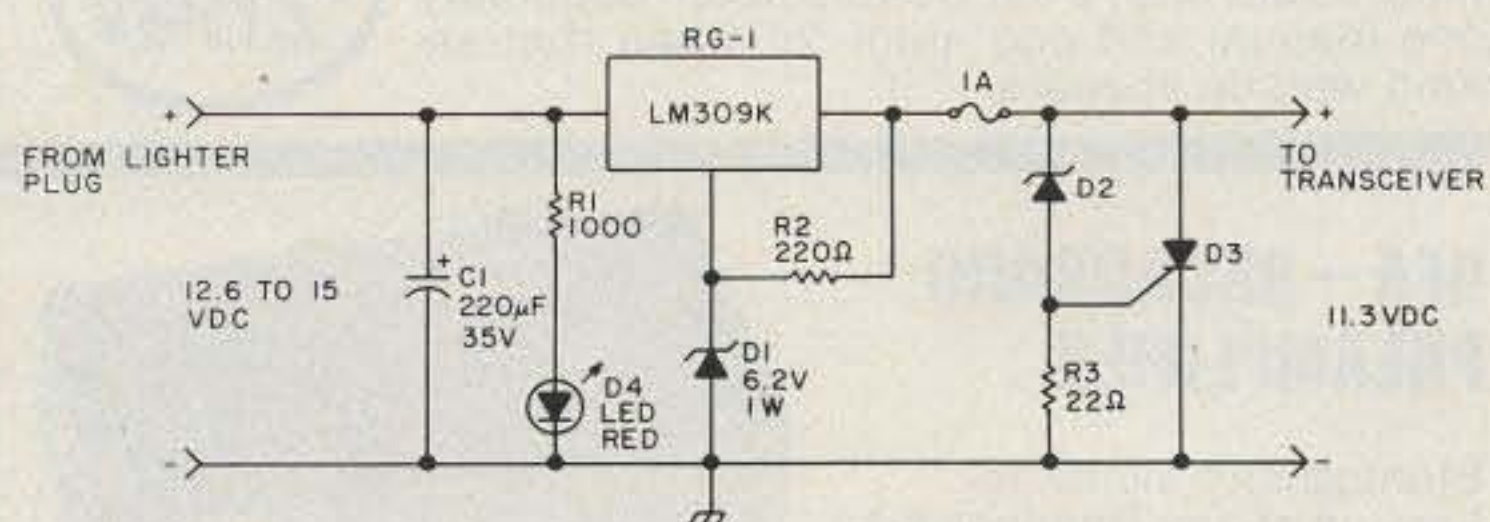 RG-1
LM309K
1A
+
+
FROM LIGHTER
PLUG
TO
TRANSCEIVER
R1
1000
R2
220Ω
D2
D3
12.6 TO 15
VDC
+
C1
220µF
35V
D4
LED
RED
D1
6.2V
1W
R3
22Ω
11.3VDC
-
-